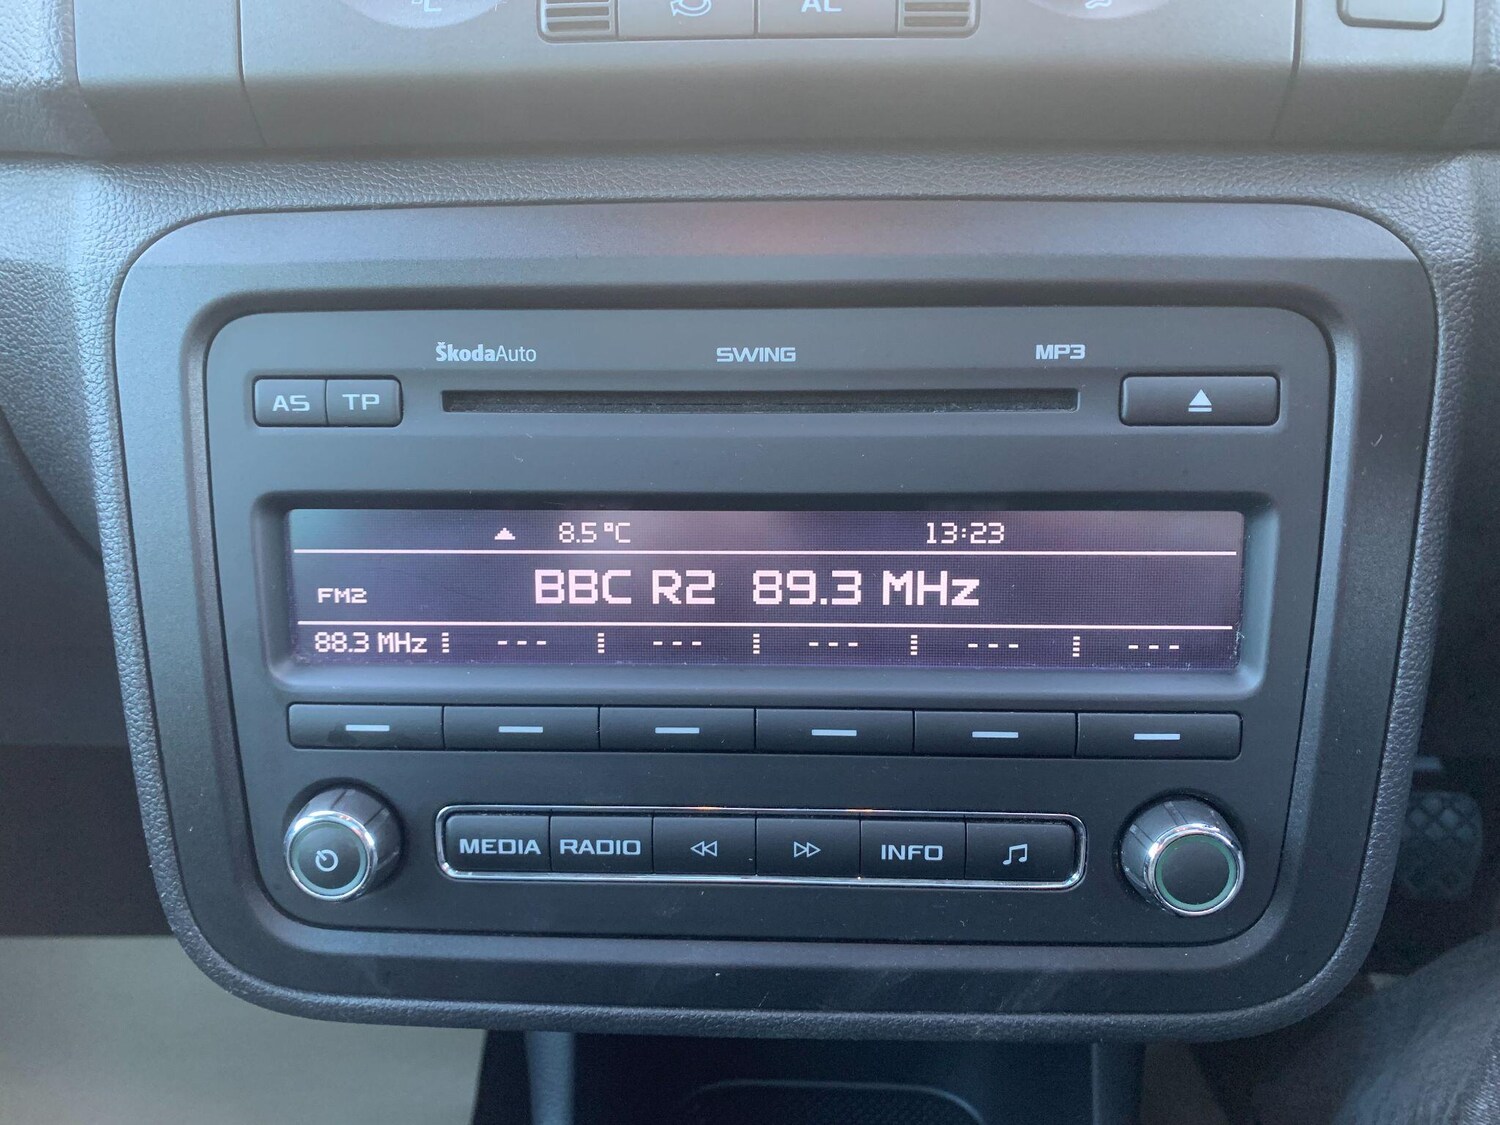 AC
ŠkodaAuto SWING MP3
AS TP
8.5°C 13:23
FM2 BBC R2 89.3 MHz
88.3 MHz --- --- --- --- ---
MEDIA RADIO INFO